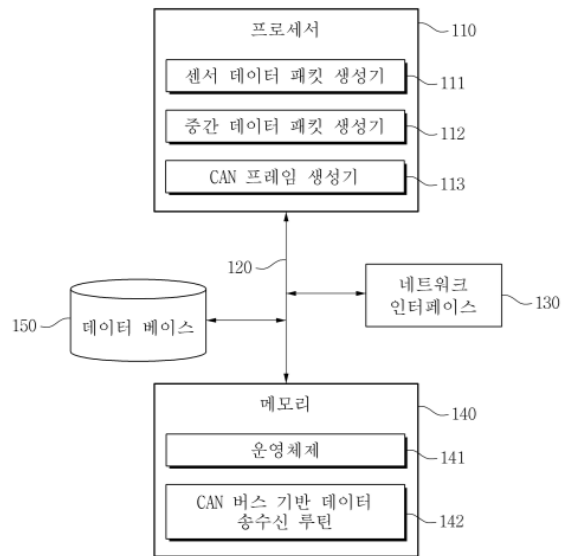 프로세서
110
센서 데이터 패킷 생성기
111
중간 데이터 패킷 생성기
112
CAN 프레임 생성기
113
120
네트워크
인터페이스
130
150
데이터 베이스
메모리
140
운영체제
141
CAN 버스 기반 데이터
송수신 루틴
142